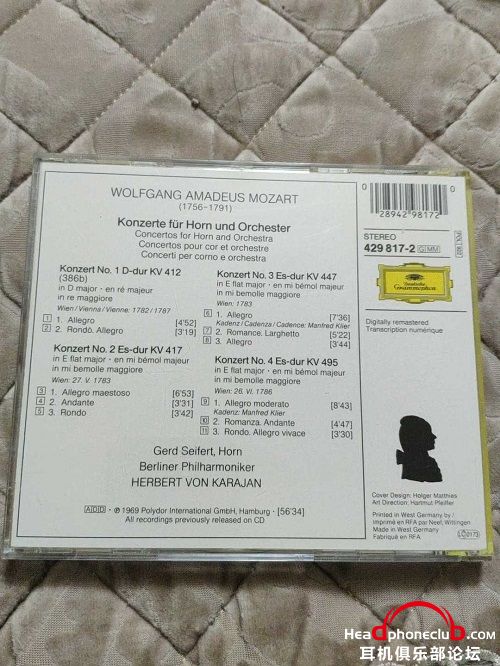 WOLFGANG AMADEUS MOZART
(1756–1791)
Konzerte für Horn und Orchester
Concertos for Horn and Orchestra
Concertos pour cor et orchestre
Concerti per corno e orchestra
Konzert No. 1 D-dur KV 412
(386b)
in D major · en ré majeur
in re maggiore
Wien / Vienna / Vienne: 1782 / 1787
1 1. Allegro [4'52]
2 2. Rondò. Allegro [3'19]
Konzert No. 2 Es-dur KV 417
in E flat major · en mi bémol majeur
in mi bemolle maggiore
Wien: 27. V. 1783
3 1. Allegro maestoso [6'53]
4 2. Andante [3'31]
5 3. Rondo [3'42]
Konzert No. 3 Es-dur KV 447
in E flat major · en mi bémol majeur
in mi bemolle maggiore
Wien: 1783
6 1. Allegro [7'36]
Kadenz / Cadenza / Cadence: Manfred Klier
7 2. Romance. Larghetto [5'22]
8 3. Allegro [3'44]
Konzert No. 4 Es-dur KV 495
in E flat major · en mi bémol majeur
in mi bemolle maggiore
Wien: 26. VI. 1786
9 1. Allegro moderato [8'43]
Kadenz: Manfred Klier
10 2. Romanza. Andante [4'47]
11 3. Rondo. Allegro vivace [3'30]
Gerd Seifert, Horn
Berliner Philharmoniker
HERBERT VON KARAJAN
ADD · ℗ 1969 Polydor International GmbH, Hamburg · [56'34]
All recordings previously released on CD
0 0
28942 98172
STEREO
429 817-2 GMM
Deutsche
Grammophon
Digitally remastered
Transcription numérique
Cover Design: Holger Matthies
Art Direction: Hartmut Pfeiffer
Printed in West Germany by /
Imprimé en RFA par Neef, Wittingen
Made in West Germany
Fabriqué en RFA
LC 0173
HeadphoneClub
www.headphoneclub.com
耳机俱乐部论坛